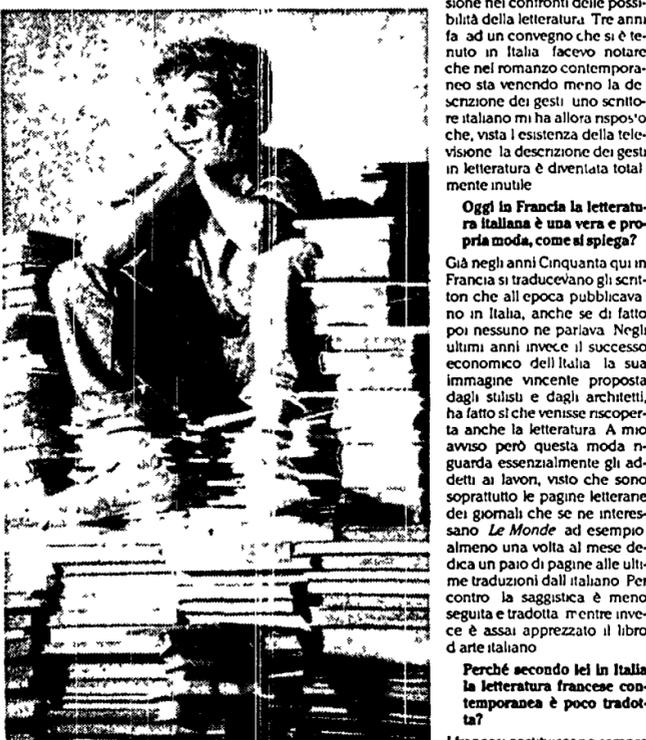 sione nei confronti delle possi-
bilità della letteratura Tre anni
fa ad un convegno che si è te-
nuto in Italia facevo notare
che nel romanzo contempora-
neo sta venendo meno la de
scrizione dei gesti uno scritto-
re italiano mi ha allora rispos'o
che, vista l esistenza della tele-
visione la descrizione dei gesti
in letteratura è diventata total
mente inutile
Oggi in Francia la letteratu-
ra italiana è una vera e pro-
pria moda, come si spiega?
Già negli anni Cinquanta qui in
Francia si traducevano gli scrit-
tori che all epoca pubblicava
no in Italia, anche se di fatto
poi nessuno ne parlava Negli
ultimi anni invece il successo
economico dell Italia la sua
immagine vincente proposta
dagli stilisti e dagli architetti,
ha fatto sì che venisse riscoper-
ta anche la letteratura A mio
avviso però questa moda ri-
guarda essenzialmente gli ad-
detti ai lavori, visto che sono
soprattutto le pagine letterarie
dei giornali che se ne interes-
sano Le Monde ad esempio
almeno una volta al mese de-
dica un paio di pagine alle ulti-
me traduzioni dall italiano Per
contro la saggistica è meno
seguita e tradotta mentre inve-
ce è assai apprezzato il libro
d arte italiano
Perché secondo lei in Italia
la letteratura francese con-
temporanea è poco tradot-
ta?